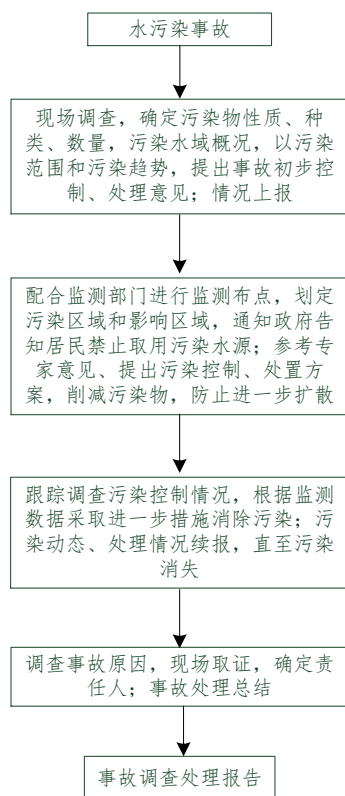 水污染事故
现场调查，确定污染物性质、种
类、数量，污染水域概况，以污染
范围和污染趋势，提出事故初步控
制、处理意见；情况上报
配合监测部门进行监测布点，划定
污染区域和影响区域，通知政府告
知居民禁止取用污染水源；参考专
家意见、提出污染控制、处置方
案，削减污染物，防止进一步扩散
跟踪调查污染控制情况，根据监测
数据采取进一步措施消除污染；污
染动态、处理情况续报，直至污染
消失
调查事故原因，现场取证，确定责
任人；事故处理总结
事故调查处理报告